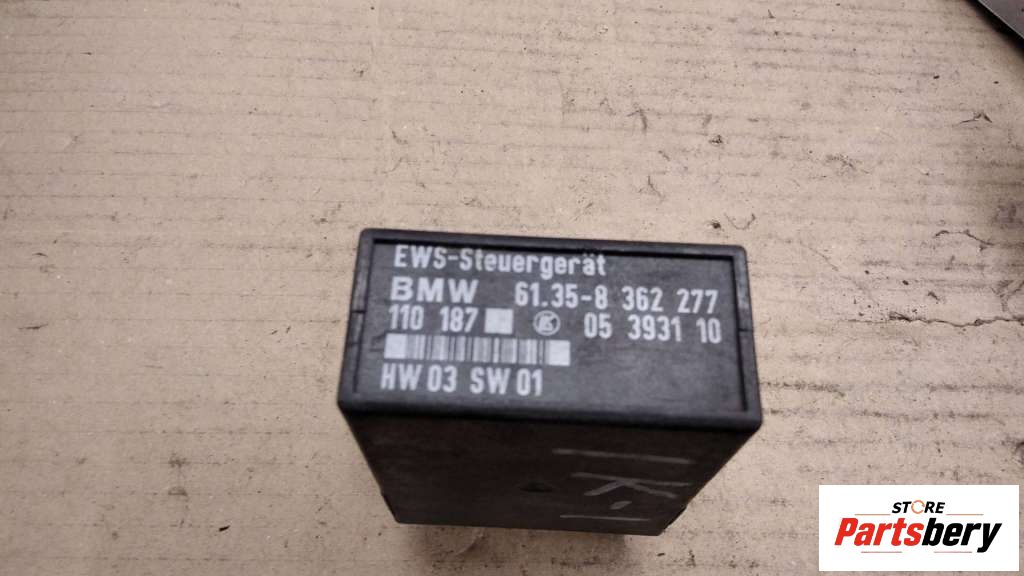 EWS-Steuergerät
BMW 61.35-8 362 277
110 187 05 3931 10
HW 03 SW 01
K
STORE
Partsbery